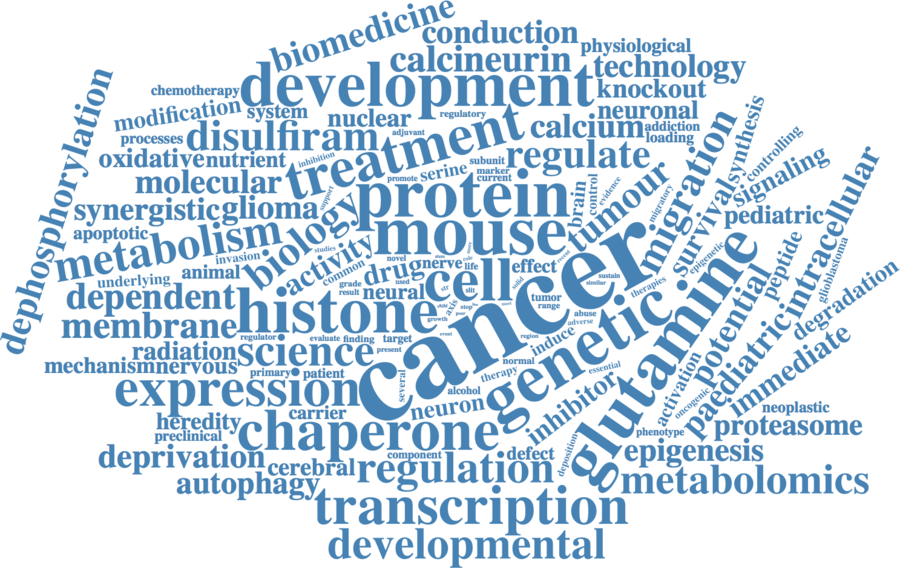 biomedicine
conduction
calcineurin
physiological
technology
chemotherapy
development
knockout
modification
system
nuclear
regulatory
neuronal
processes
disulfiram
adjuvant
treatment
calcium
addiction
loading
dephosphorylation
oxidative
nutrient
inhibition
subunit
regulate
migration
synthesis
controlling
molecular
promote
serine
marker
current
signaling
synergistic
glioma
support
protein
brain
control
evidence
tumour
migratory
survival
pediatric
apoptotic
biology
mouse
intracellular
metabolism
invasion
studies
activity
novel
epigenetic
peptide
glioblastoma
underlying
animal
common
drug
nerve
life
cell
effect
cancer
sustain
similar
therapies
degradation
dependent
grade
used
result
neural
histone
str
slit
axis
stop
tumor
range
genetic
glutamine
potential
membrane
growth
abuse
adverse
induce
paediatric
regulator
evaluate
finding
target
event
region
radiation
science
present
normal
immediate
mechanism
nervous
primary
patient
therapy
essential
activation
expression
several
alcohol
inhibitor
oncogenic
carrier
neuron
neoplastic
heredity
chaperone
phenotype
proteasome
preclinical
component
defect
deposition
epigenesis
deprivation
cerebral
regulation
metabolomics
autophagy
transcription
developmental